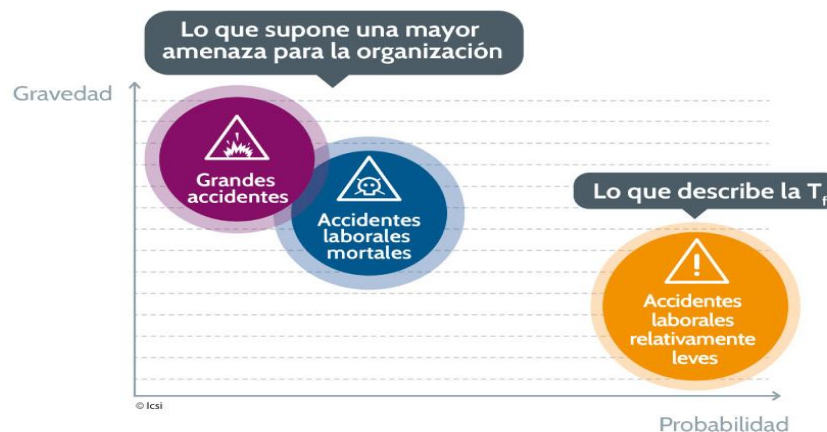 Lo que supone una mayor
amenaza para la organización
Gravedad
Grandes
accidentes
Accidentes
laborales
mortales
Lo que describe la Tf
!
Accidentes
laborales
relativamente
leves
© Icsi
Probabilidad